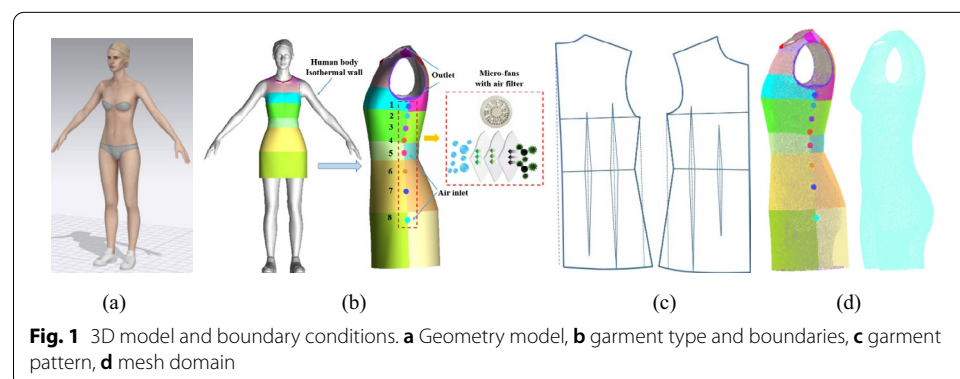 Human body
Isothermal wall
Outlet
Micro-fans
with air filter
1
2
3
4
5
6
7
8
Air inlet
(a)
(b)
(c)
(d)
Fig. 1 3D model and boundary conditions. a Geometry model, b garment type and boundaries, c garment
pattern, d mesh domain